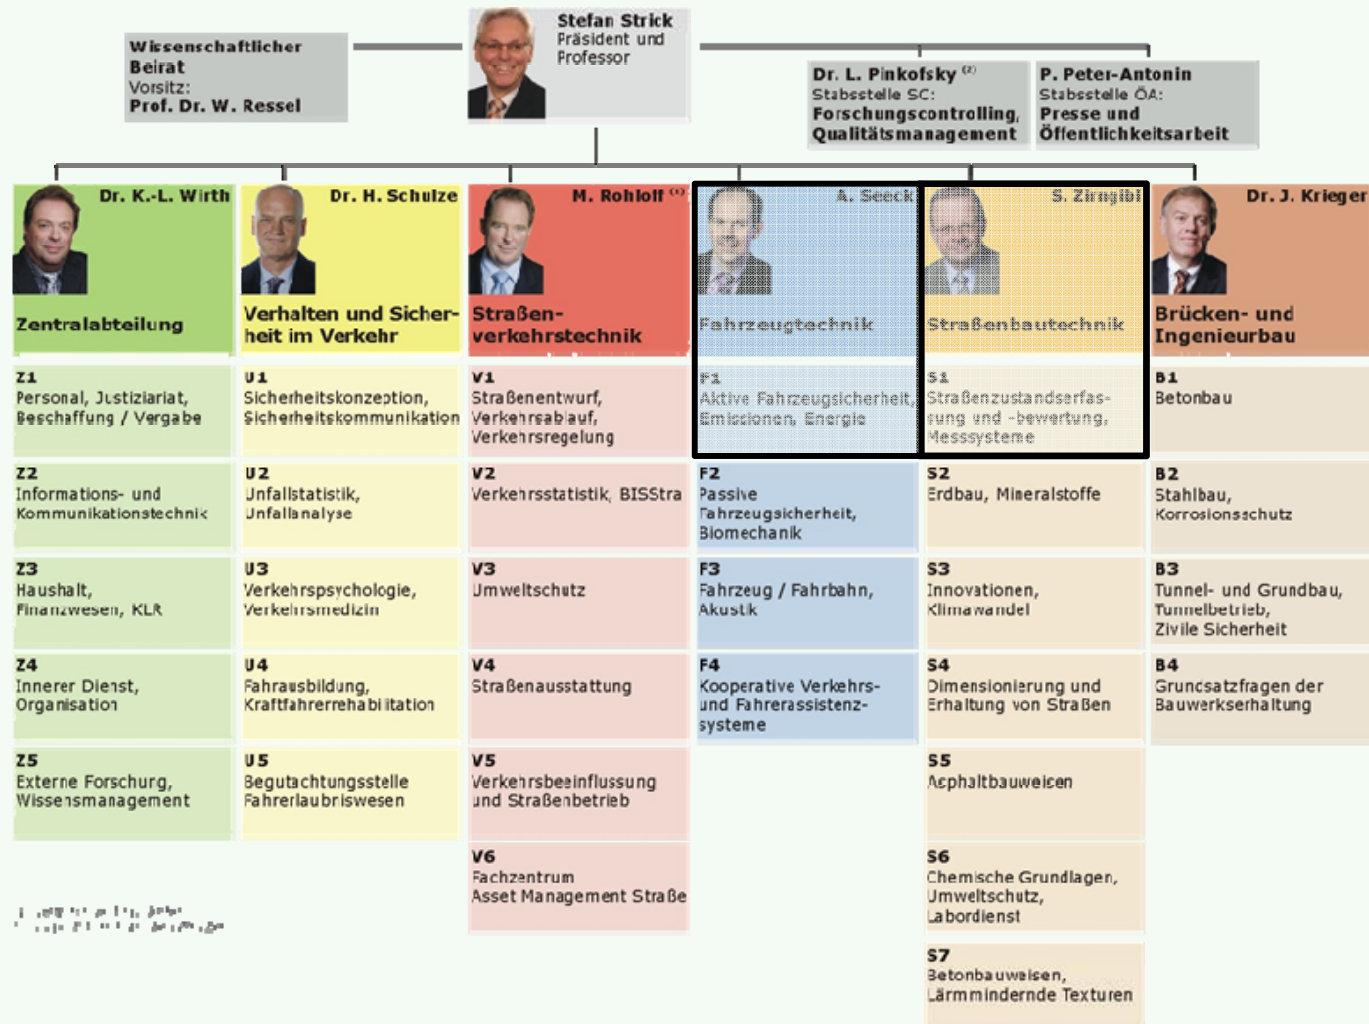 Wissenschaftlicher
Beirat
Vorsitz:
Prof. Dr. W. Ressel
Stefan Strick
Präsident und
Professor
Dr. L. Pinkofsky (2)
Stabsstelle SC:
Forschungscontrolling,
Qualitätsmanagement
P. Peter-Antonin
Stabsstelle ÖA:
Presse und
Öffentlichkeitsarbeit
Dr. K.-L. Wirth
Zentralabteilung
Z1
Personal, Justiziariat,
Beschaffung / Vergabe
Z2
Informations- und
Kommunikationstechnik
Z3
Haushalt,
Finanzwesen, KLR
Z4
Innerer Dienst,
Organisation
Z5
Externe Forschung,
Wissensmanagement
Dr. H. Schulze
Verhalten und Sicher-
heit im Verkehr
U1
Sicherheitskonzeption,
Sicherheitskommunikation
U2
Unfallstatistik,
Unfallanalyse
U3
Verkehrspsychologie,
Verkehrsmedizin
U4
Fahrausbildung,
Kraftfahrerrehabilitation
U5
Begutachtungsstelle
Fahrerlaubniswesen
M. Rohloff (1)
Straßen-
verkehrstechnik
V1
Straßenentwurf,
Verkehrsablauf,
Verkehrsregelung
V2
Verkehrsstatistik, BISStra
V3
Umweltschutz
V4
Straßenausstattung
V5
Verkehrsbeeinflussung
und Straßenbetrieb
V6
Fachzentrum
Asset Management Straße
A. Seeck
Fahrzeugtechnik
F1
Aktive Fahrzeugsicherheit,
Emissionen, Energie
F2
Passive
Fahrzeugsicherheit,
Biomechanik
F3
Fahrzeug / Fahrbahn,
Akustik
F4
Kooperative Verkehrs-
und Fahrerassistenz-
systeme
S. Zirngibl
Straßenbautechnik
S1
Straßenzustandserfas-
sung und -bewertung,
Messsysteme
S2
Erdbau, Mineralstoffe
S3
Innovationen,
Klimawandel
S4
Dimensionierung und
Erhaltung von Straßen
S5
Asphaltbauweisen
S6
Chemische Grundlagen,
Umweltschutz,
Labordienst
S7
Betonbauweisen,
Lärmmindernde Texturen
Dr. J. Krieger
Brücken- und
Ingenieurbau
B1
Betonbau
B2
Stahlbau,
Korrosionsschutz
B3
Tunnel- und Grundbau,
Tunnelbetrieb,
Zivile Sicherheit
B4
Grundsatzfragen der
Bauwerkserhaltung